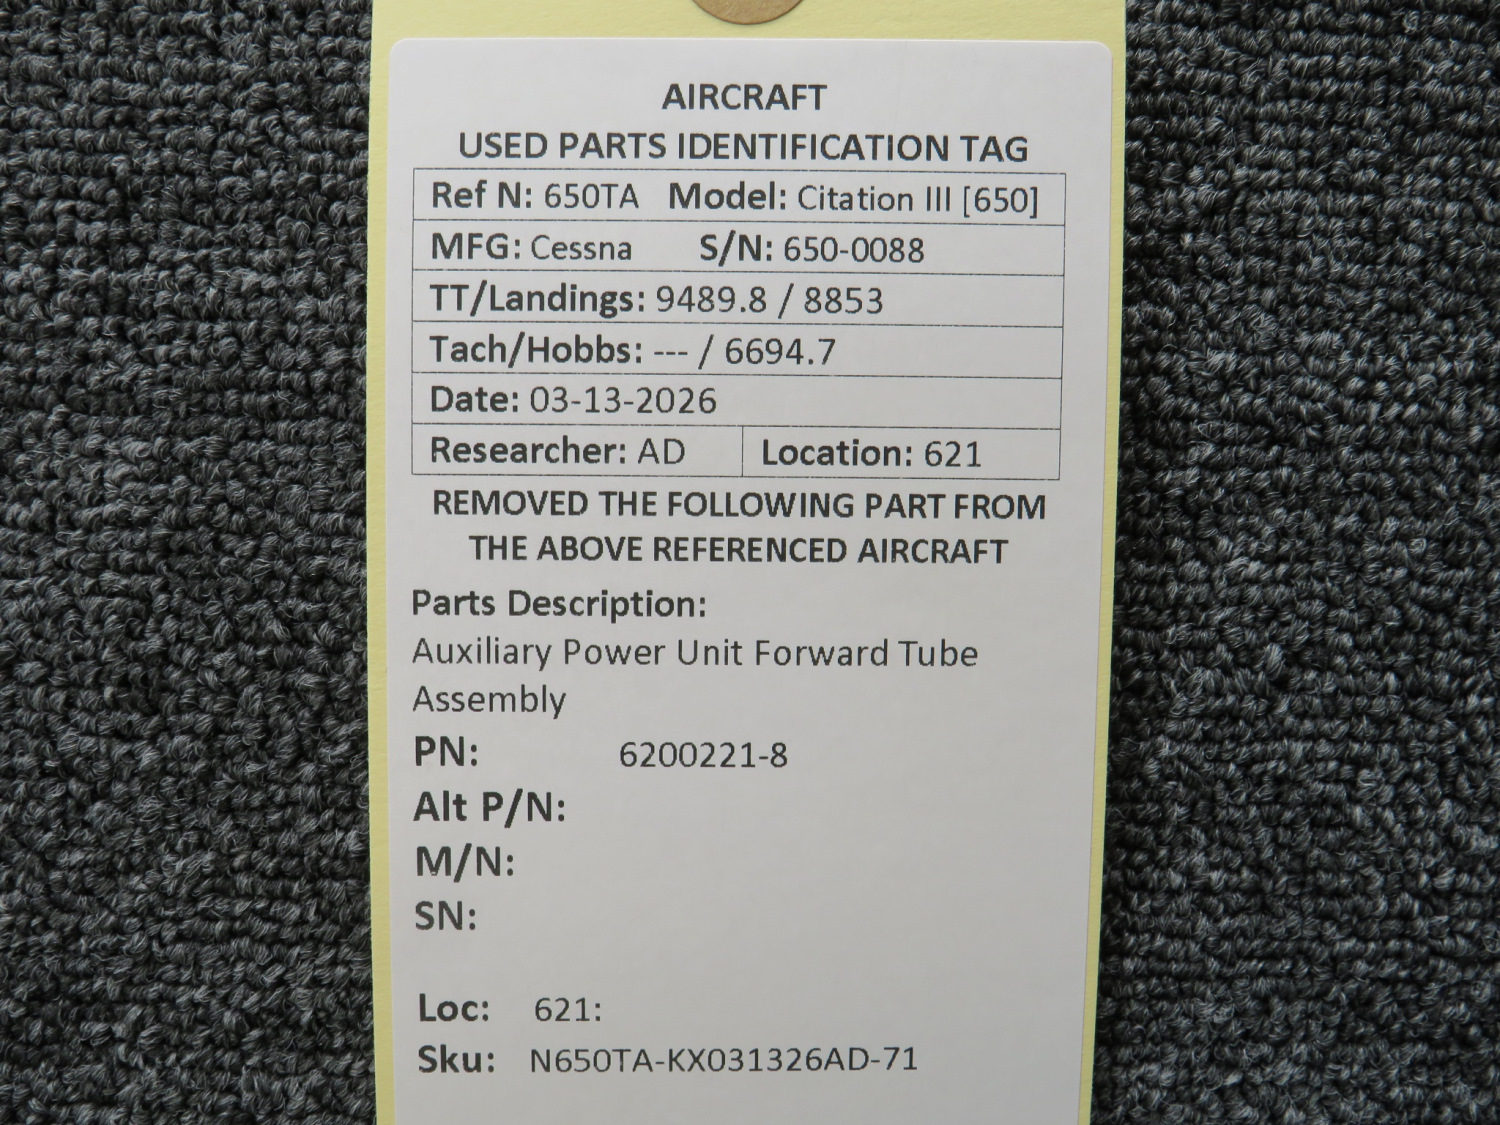 AIRCRAFT
USED PARTS IDENTIFICATION TAG
Ref N: 650TA Model: Citation III [650]
MFG: Cessna S/N: 650-0088
TT/Landings: 9489.8 / 8853
Tach/Hobbs: --- / 6694.7
Date: 03-13-2026
Researcher: AD Location: 621
REMOVED THE FOLLOWING PART FROM
THE ABOVE REFERENCED AIRCRAFT
Parts Description:
Auxiliary Power Unit Forward Tube
Assembly
PN: 6200221-8
Alt P/N:
M/N:
SN:
Loc: 621:
Sku: N650TA-KX031326AD-71